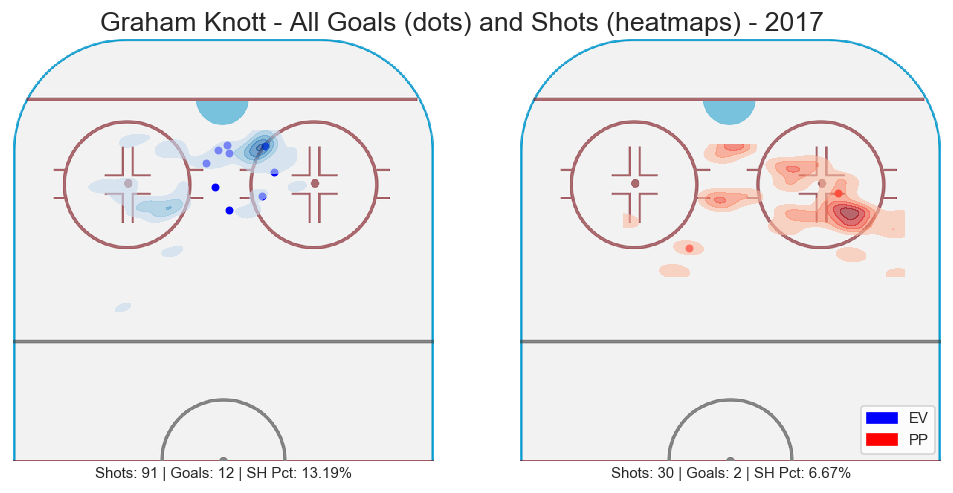 Graham Knott - All Goals (dots) and Shots (heatmaps) - 2017
EV
PP
Shots: 91 | Goals: 12 | SH Pct: 13.19%
Shots: 30 | Goals: 2 | SH Pct: 6.67%